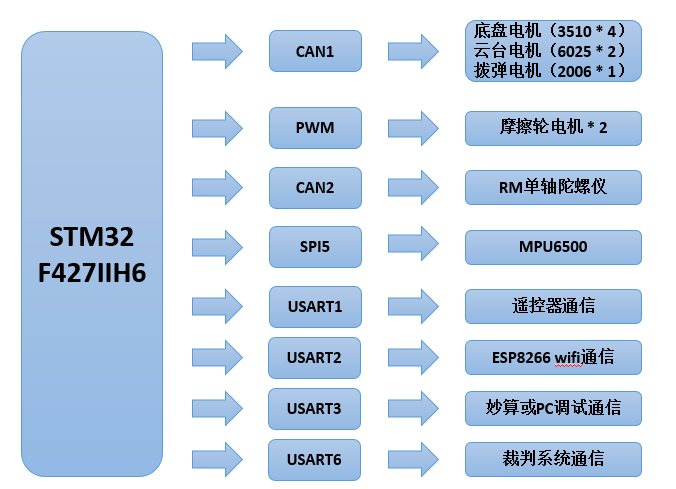 STM32
F427IIH6
CAN1
底盘电机（3510 * 4）
云台电机（6025 * 2）
拨弹电机（2006 * 1）
PWM
摩擦轮电机 * 2
CAN2
RM单轴陀螺仪
SPI5
MPU6500
USART1
遥控器通信
USART2
ESP8266 wifi通信
USART3
妙算或PC调试通信
USART6
裁判系统通信